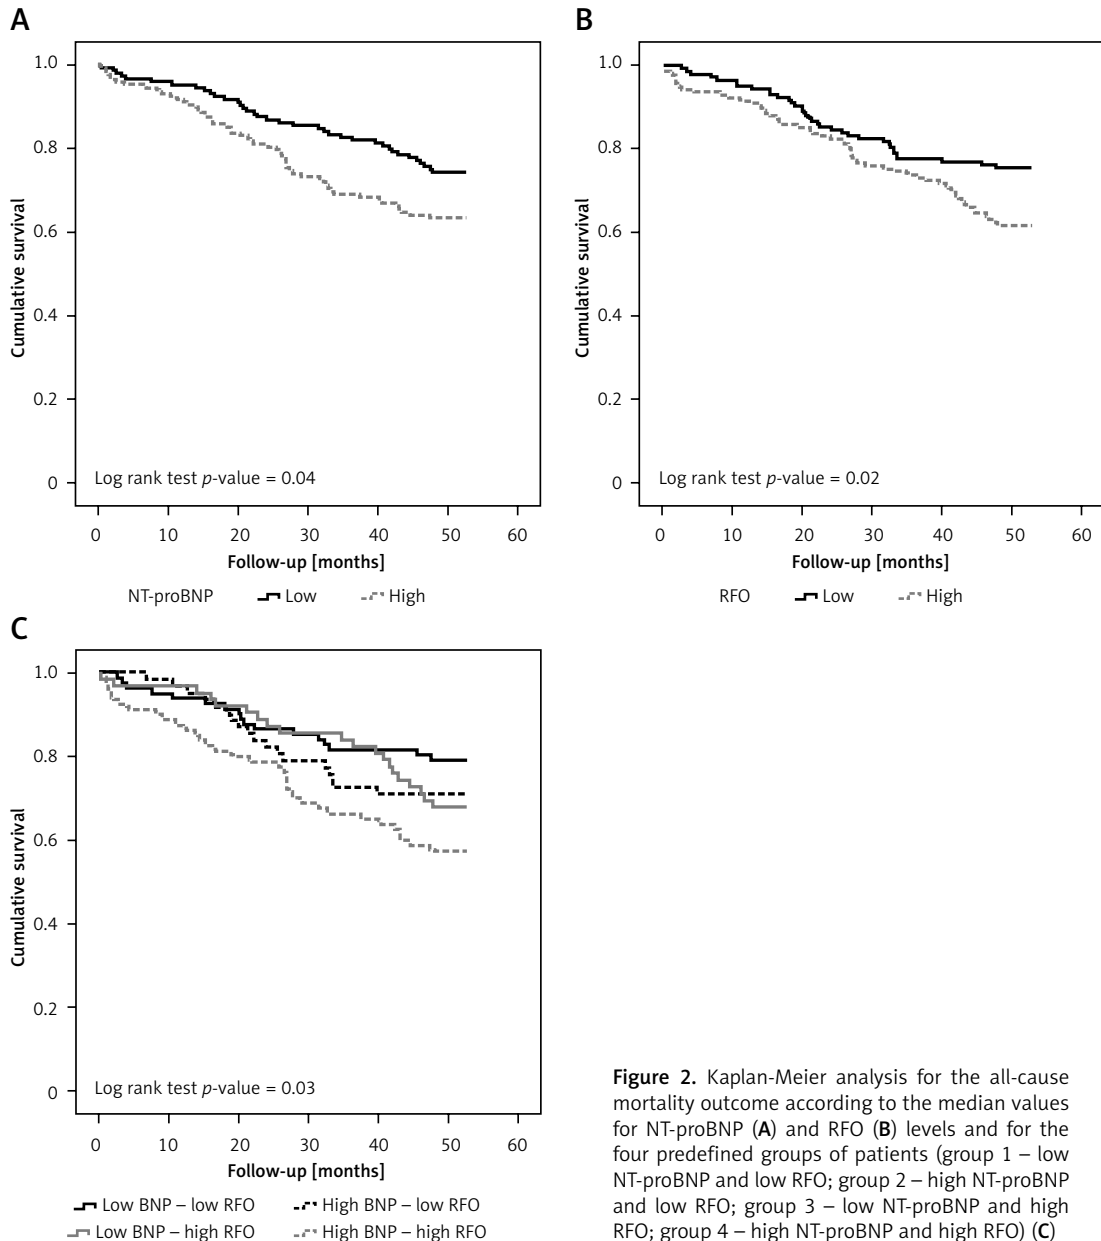 A
1.0
0.8
0.6
0.4
0.2
0
Cumulative survival
Log rank test p-value = 0.04
0 10 20 30 40 50 60
Follow-up [months]
NT-proBNP Low High
B
1.0
0.8
0.6
0.4
0.2
0
Cumulative survival
Log rank test p-value = 0.02
0 10 20 30 40 50 60
Follow-up [months]
RFO Low High
C
1.0
0.8
0.6
0.4
0.2
0
Cumulative survival
Log rank test p-value = 0.03
0 10 20 30 40 50 60
Follow-up [months]
Low BNP – low RFO High BNP – low RFO
Low BNP – high RFO High BNP – high RFO
Figure 2. Kaplan-Meier analysis for the all-cause
mortality outcome according to the median values
for NT-proBNP (A) and RFO (B) levels and for the
four predefined groups of patients (group 1 – low
NT-proBNP and low RFO; group 2 – high NT-proBNP
and low RFO; group 3 – low NT-proBNP and high
RFO; group 4 – high NT-proBNP and high RFO) (C)